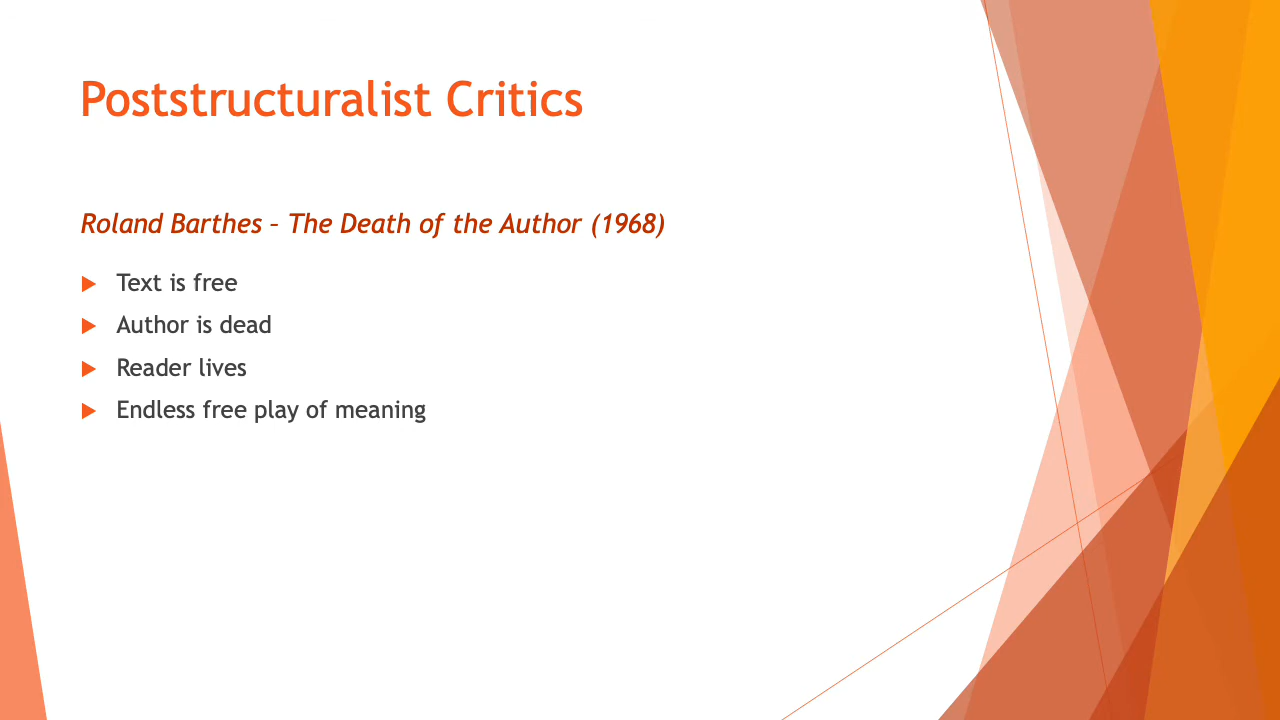 Poststructuralist Critics
Roland Barthes – The Death of the Author (1968)
Text is free
Author is dead
Reader lives
Endless free play of meaning